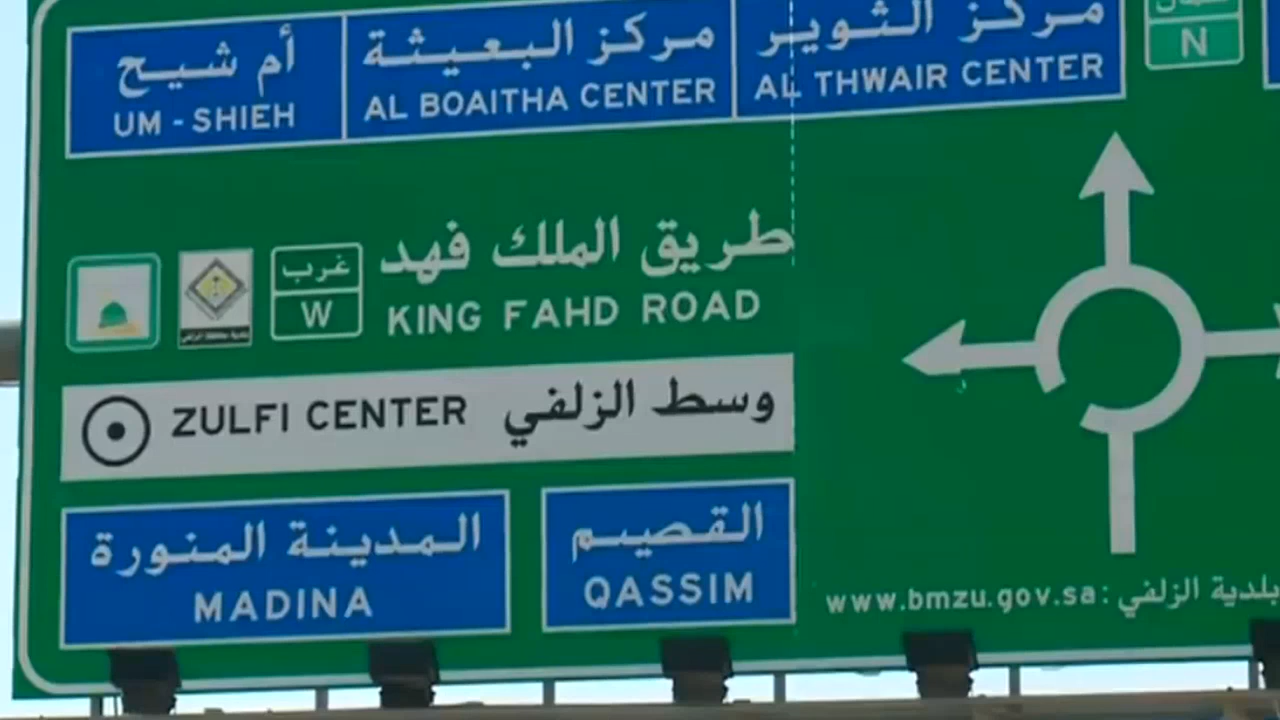 أم شيح
UM - SHIEH
مركز البعيثة
AL BOAITHA CENTER
مركز الثوير
AL THWAIR CENTER
شمال
N
غرب
W
طريق الملك فهد
KING FAHD ROAD
ZULFI CENTER وسط الزلفي
المدينة المنورة
MADINA
القصيم
QASSIM
بلدية الزلفي: www.bmzu.gov.sa